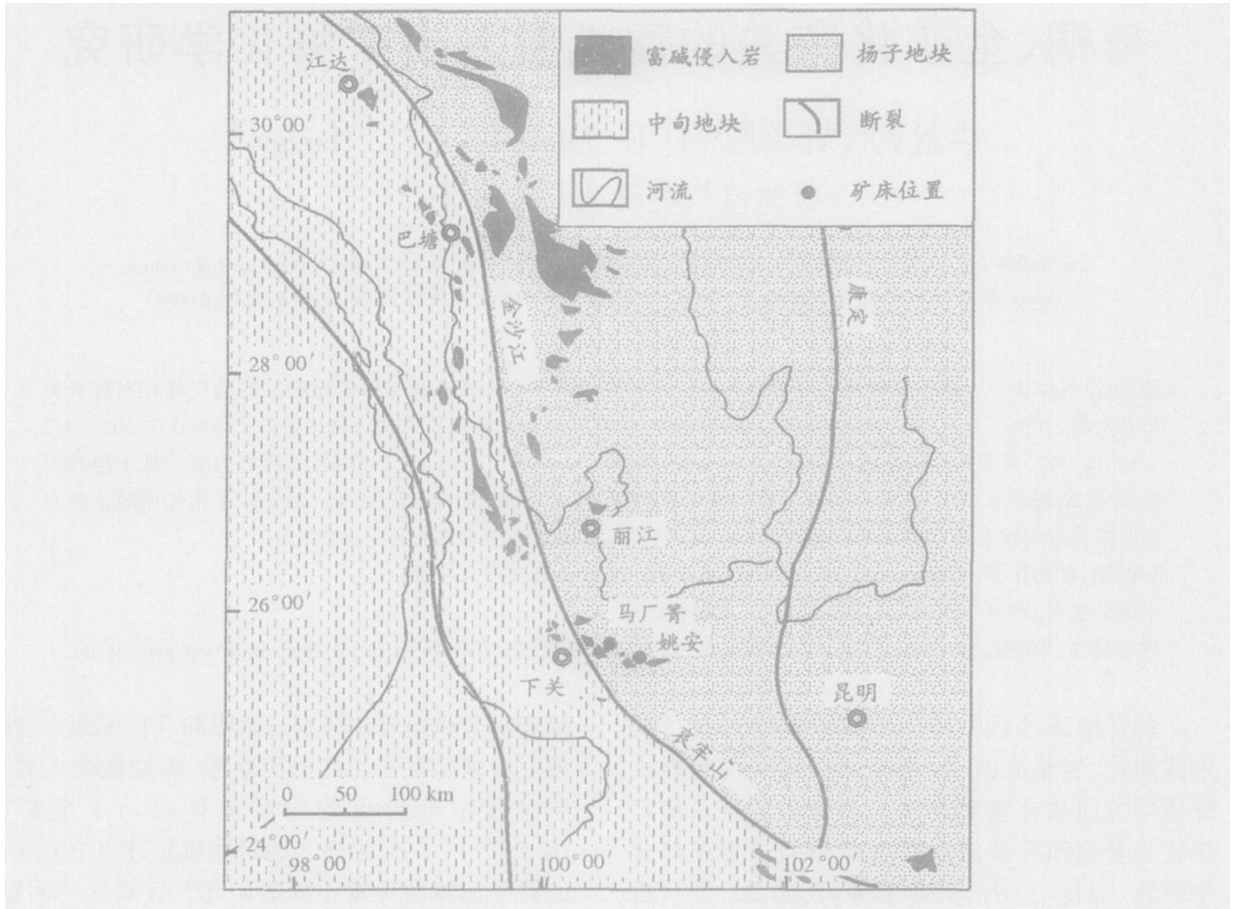 富碱侵入岩
扬子地块
中甸地块
断裂
河流
矿床位置
江达
30°00′
巴塘
金沙江
康定
28°00′
丽江
26°00′
马厂箐
姚安
下关
昆明
哀牢山
0 50 100 km
24°00′
98°00′
100°00′
102°00′